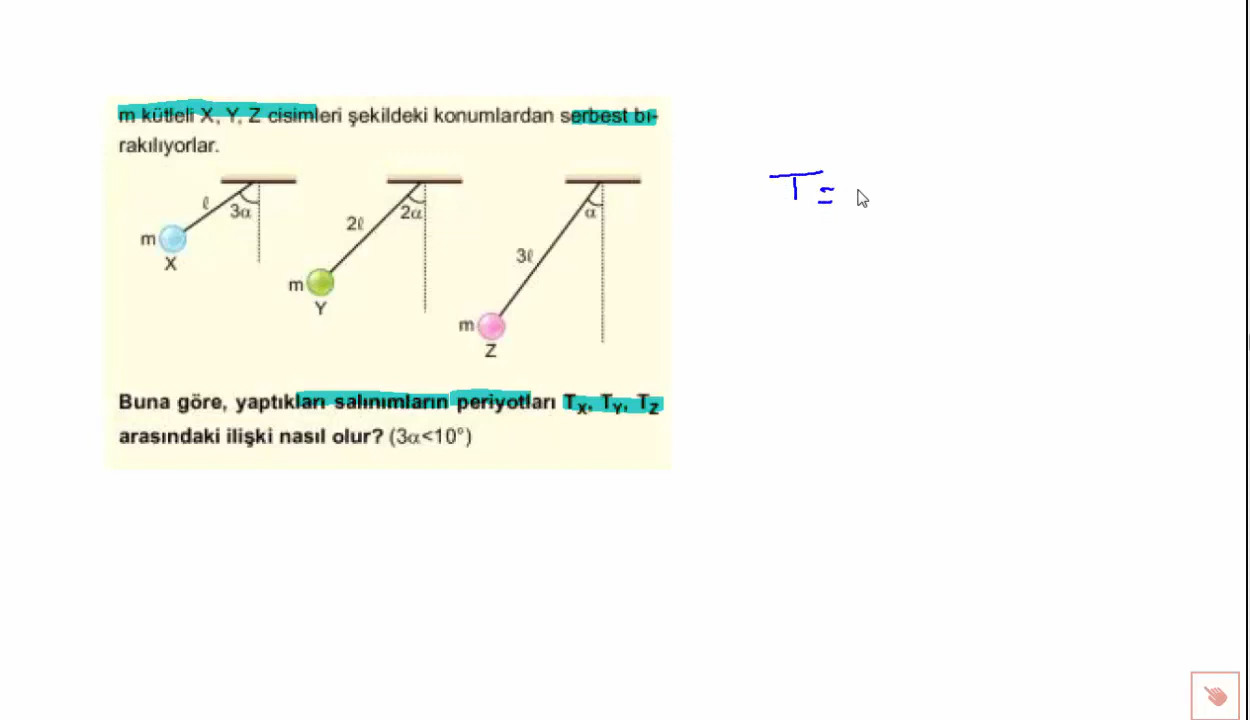 m kütleli X, Y, Z cisimleri şekildeki konumlardan serbest bı-
rakılıyorlar.
ℓ 3α m X
2ℓ 2α m Y
3ℓ α m Z
T =
Buna göre, yaptıkları salınımların periyotları Tx, TY, TZ
arasındaki ilişki nasıl olur? (3α<10°)